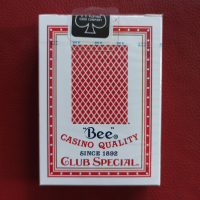 "Bee"®
CASINO QUALITY
SINCE 1892
CLUB SPECIAL®